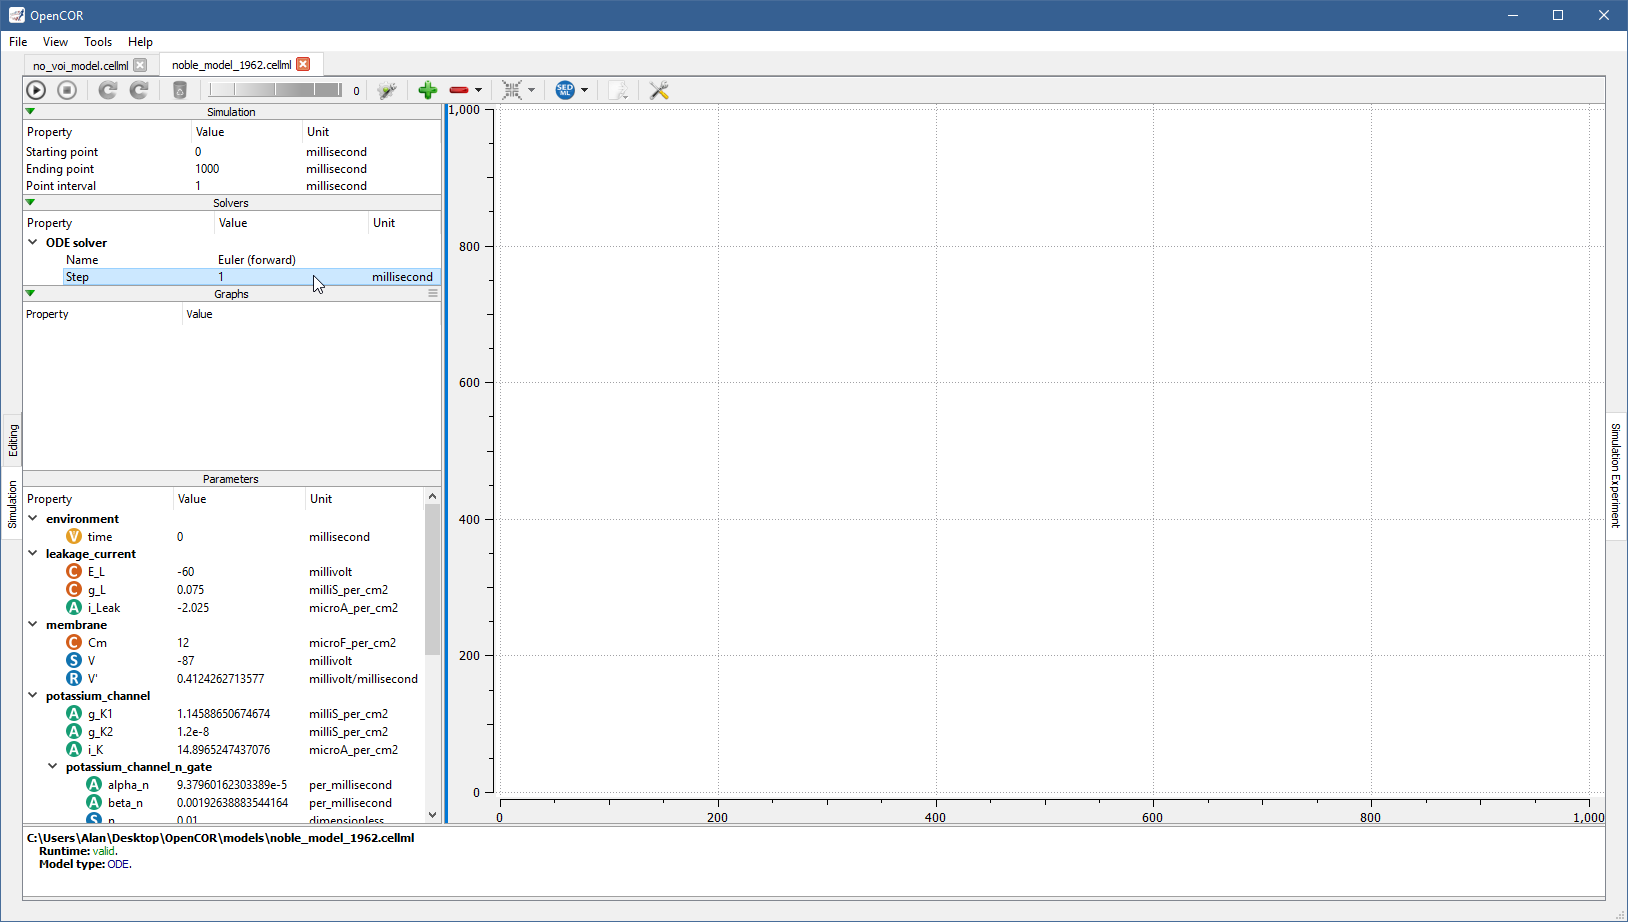 OpenCOR
File View Tools Help
no_voi_model.cellml noble_model_1962.cellml
0 SED ML
Simulation
Property Value Unit
Starting point 0 millisecond
Ending point 1000 millisecond
Point interval 1 millisecond
Solvers
Property Value Unit
ODE solver
Name Euler (forward)
Step 1 millisecond
Graphs
Property Value
Editing
Simulation
Parameters
Property Value Unit
environment
V time 0 millisecond
leakage_current
C E_L -60 millivolt
C g_L 0.075 milliS_per_cm2
A i_Leak -2.025 microA_per_cm2
membrane
C Cm 12 microF_per_cm2
S V -87 millivolt
R V' 0.4124262713577 millivolt/millisecond
potassium_channel
A g_K1 1.14588650674674 milliS_per_cm2
A g_K2 1.2e-8 milliS_per_cm2
A i_K 14.8965247437076 microA_per_cm2
potassium_channel_n_gate
A alpha_n 9.37960162303389e-5 per_millisecond
A beta_n 0.00192638883544164 per_millisecond
S n 0.01 dimensionless
1,000
800
600
400
200
0
0 200 400 600 800 1,000
Simulation Experiment
C:\Users\Alan\Desktop\OpenCOR\models\noble_model_1962.cellml
Runtime: valid.
Model type: ODE.